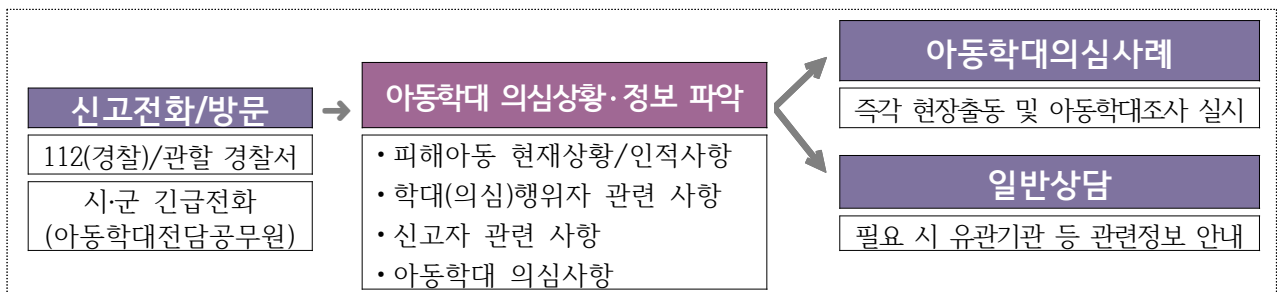 신고전화/방문
112(경찰)/관할 경찰서
시·군 긴급전화
(아동학대전담공무원)
→
아동학대 의심상황·정보 파악
・피해아동 현재상황/인적사항
・학대(의심)행위자 관련 사항
・신고자 관련 사항
・아동학대 의심사항
아동학대의심사례
즉각 현장출동 및 아동학대조사 실시
일반상담
필요 시 유관기관 등 관련정보 안내